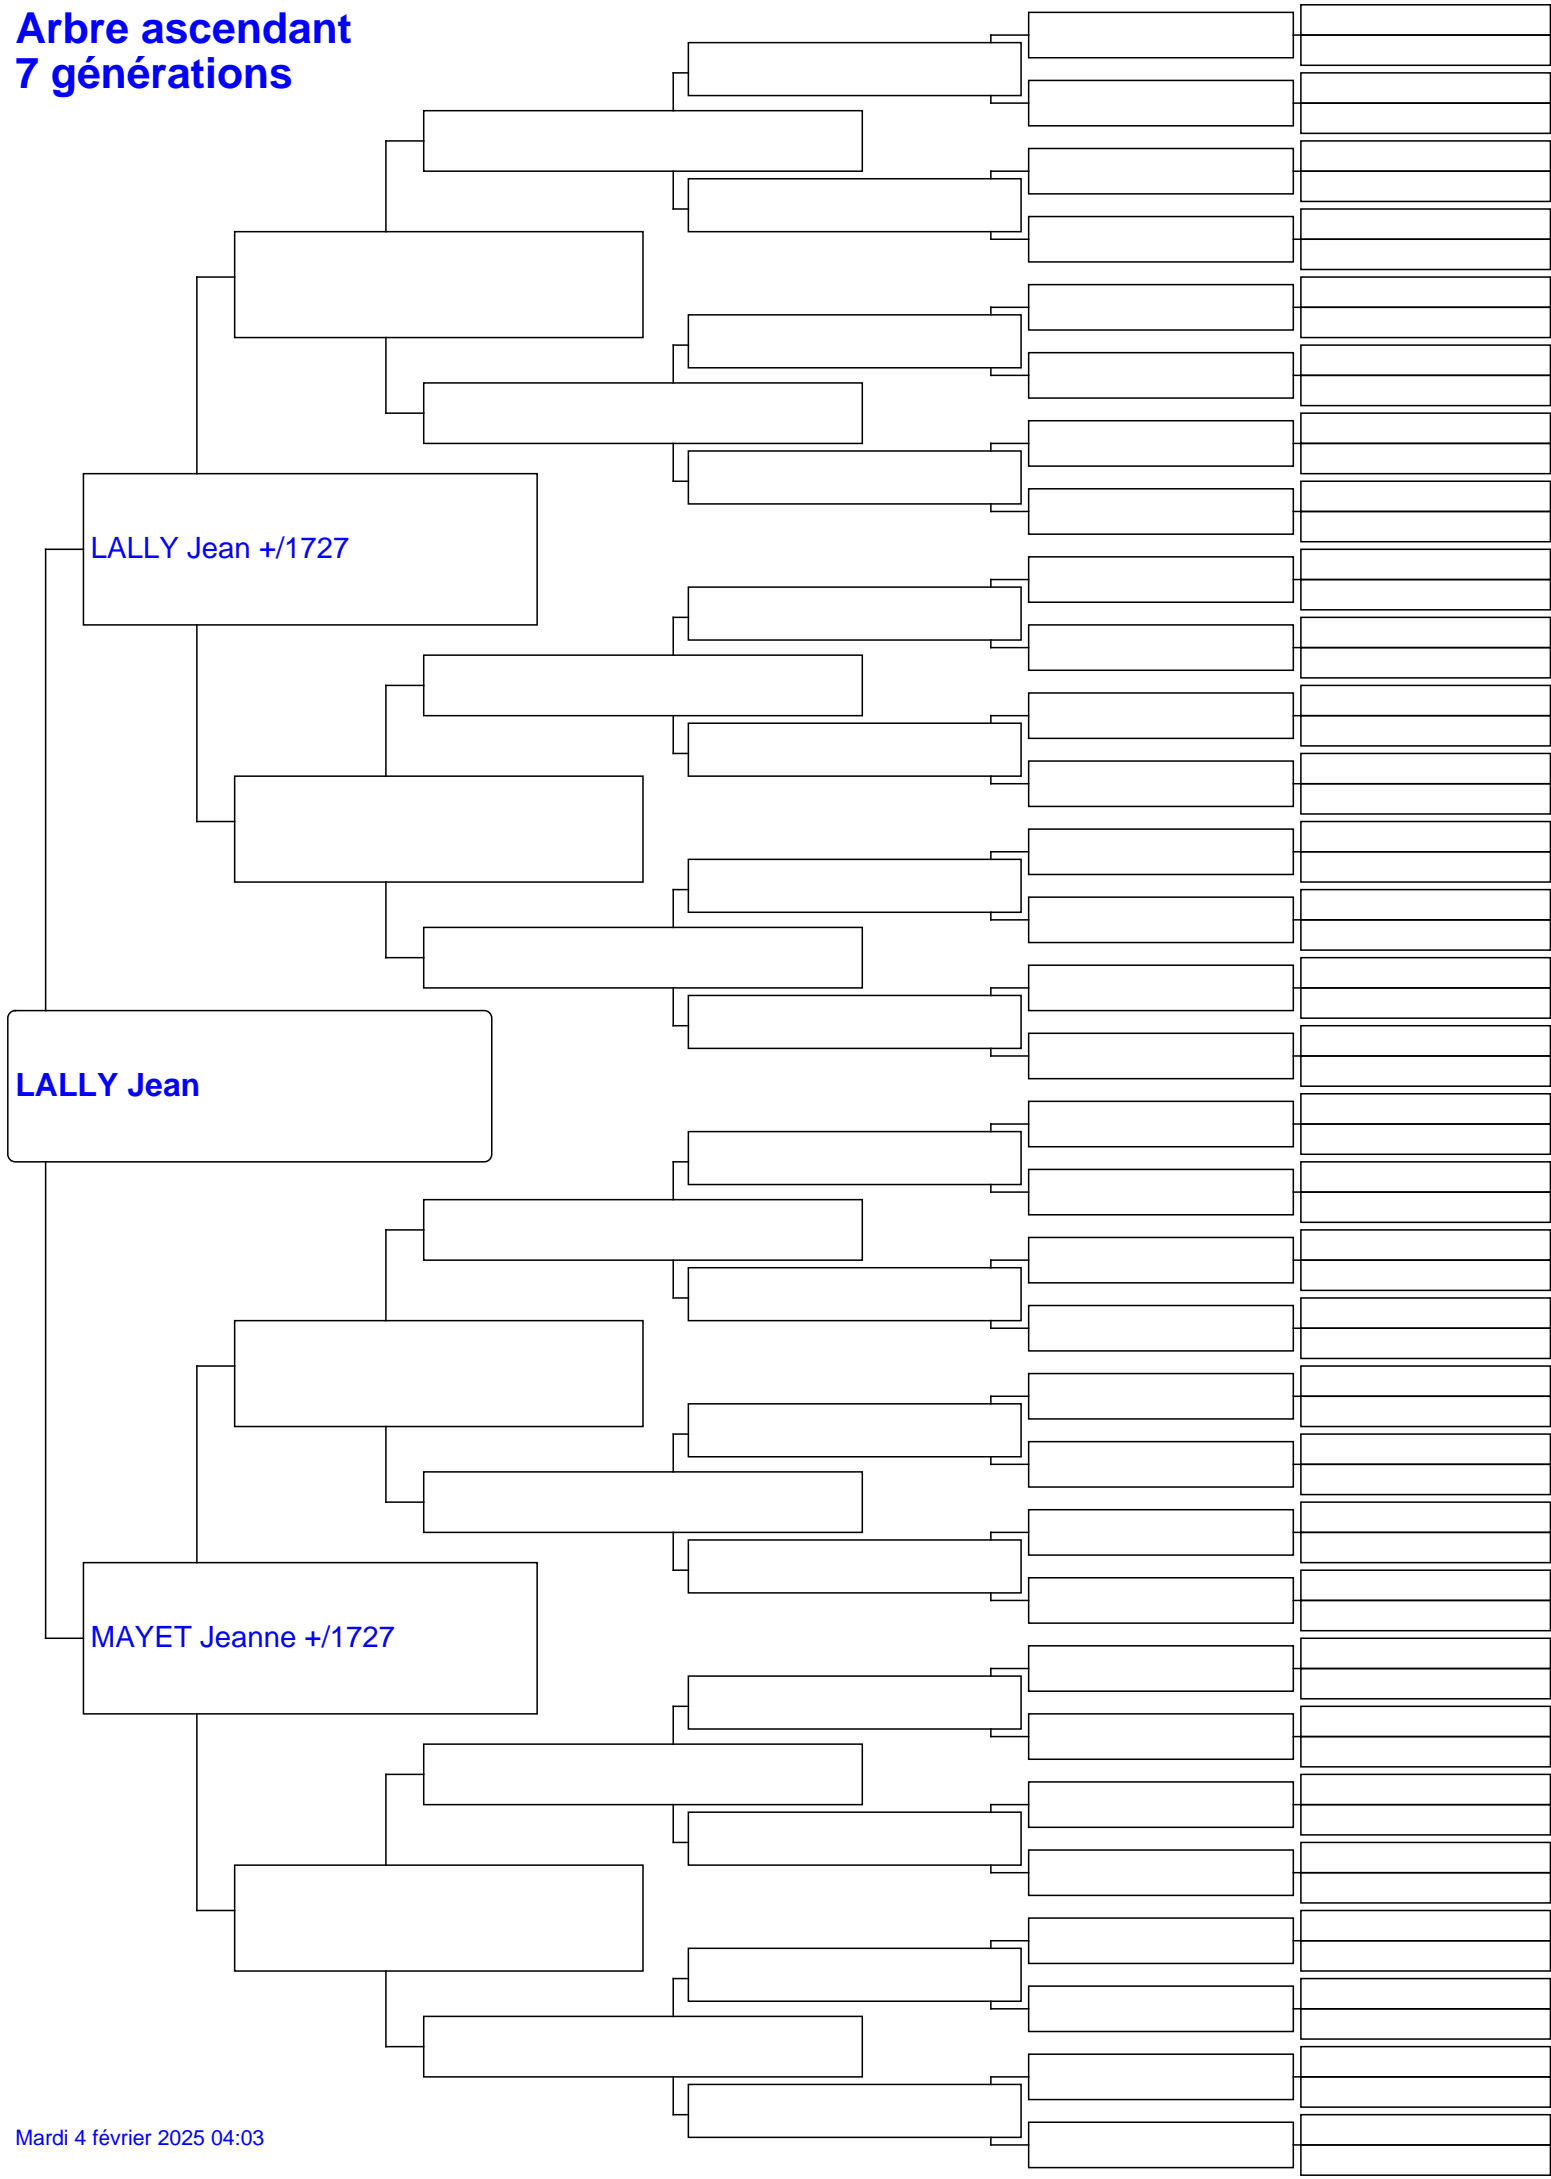 Arbre ascendant
7 générations
LALLY Jean +/1727
LALLY Jean
MAYET Jeanne +/1727
Mardi 4 février 2025 04:03